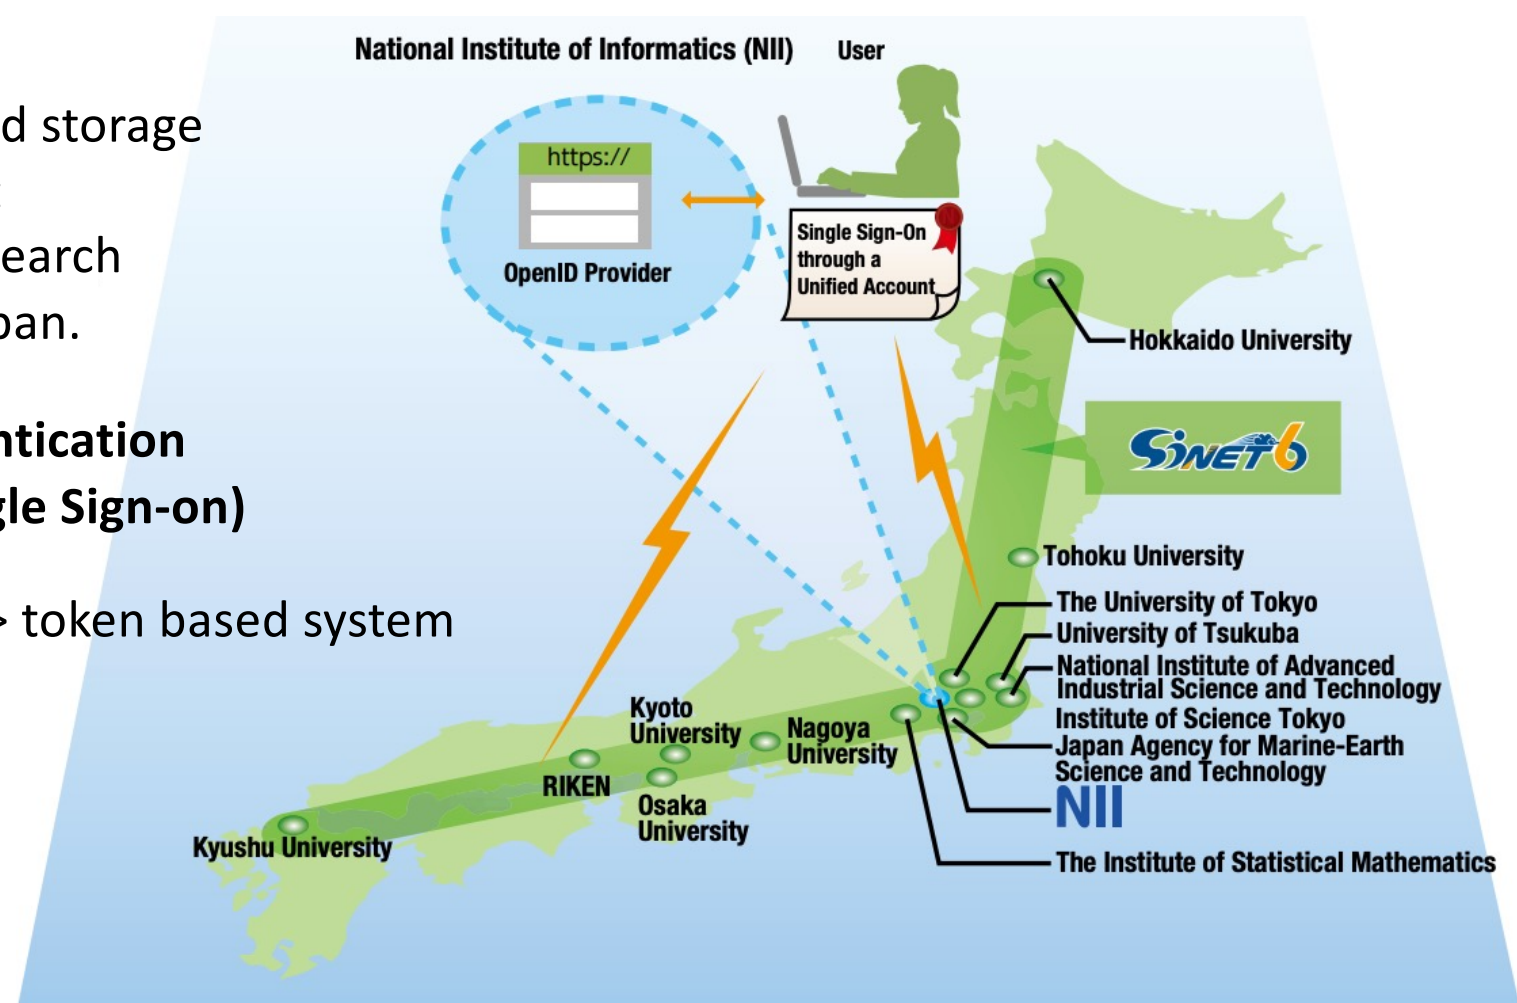 National Institute of Informatics (NII)
User
d storage
earch
pan.
ntication
gle Sign-on)
> token based system
https://
OpenID Provider
Single Sign-On
through a
Unified Account
Hokkaido University
SiNET6
Tohoku University
The University of Tokyo
University of Tsukuba
National Institute of Advanced
Industrial Science and Technology
Institute of Science Tokyo
Japan Agency for Marine-Earth
Science and Technology
NII
The Institute of Statistical Mathematics
Kyoto
University
Nagoya
University
RIKEN
Osaka
University
Kyushu University